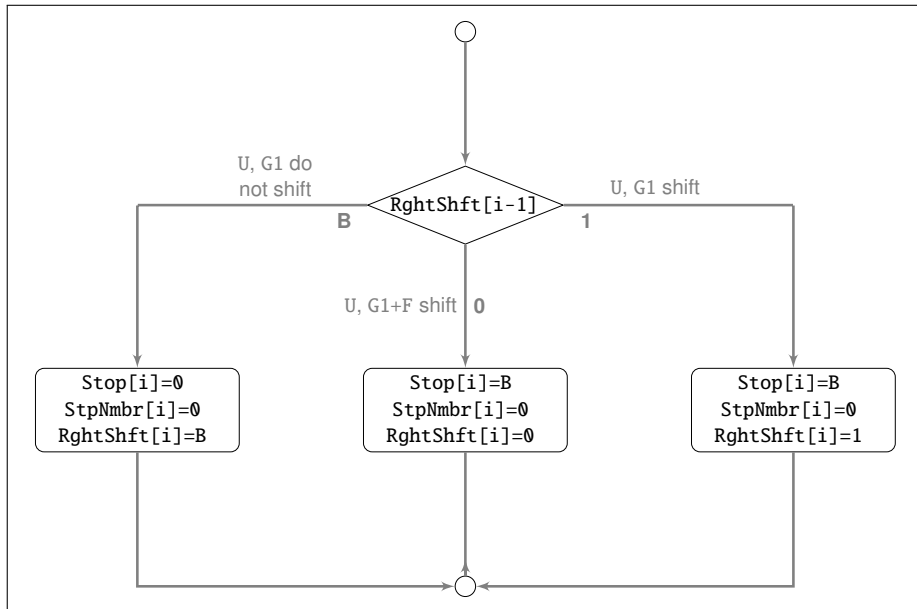 U, G1 do
not shift
RghtShft[i-1]
U, G1 shift
B
1
U, G1+F shift
0
Stop[i]=0
StpNmbr[i]=0
RghtShft[i]=B
Stop[i]=B
StpNmbr[i]=0
RghtShft[i]=0
Stop[i]=B
StpNmbr[i]=0
RghtShft[i]=1